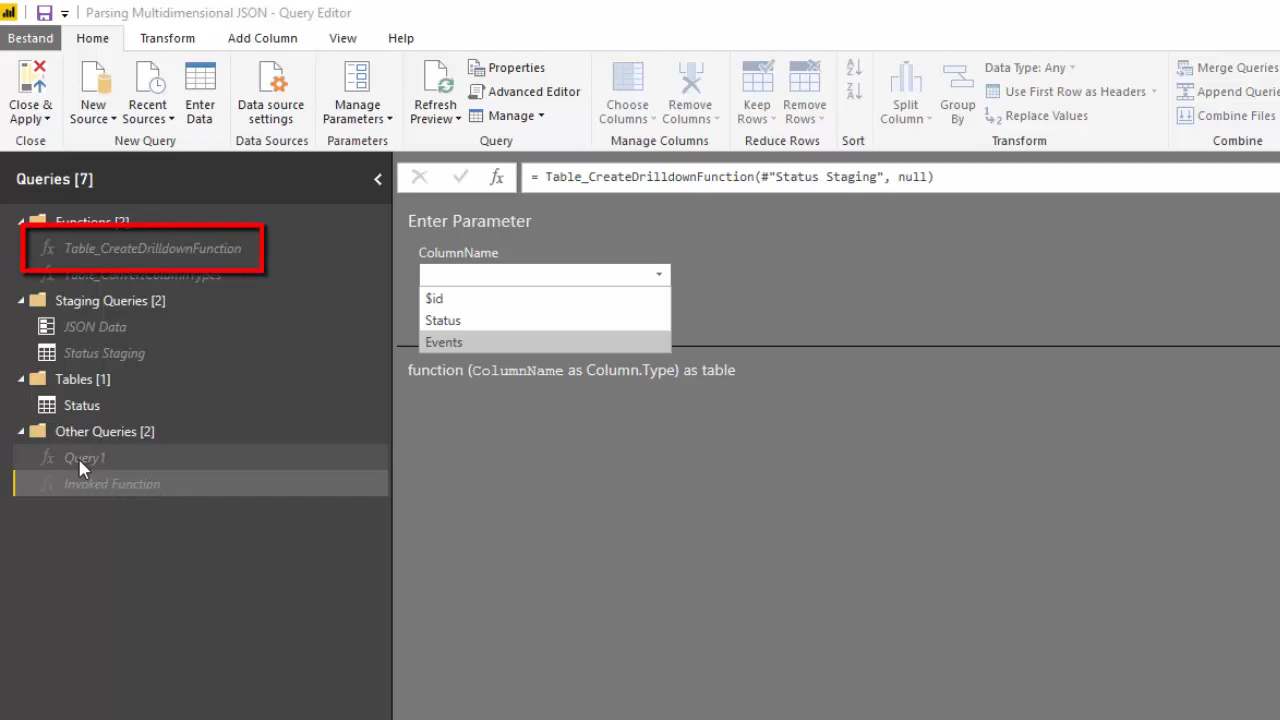 Parsing Multidimensional JSON - Query Editor
Bestand Home Transform Add Column View Help
Close & Apply
New Source
Recent Sources
Enter Data
Data source settings
Manage Parameters
Refresh Preview
Properties
Advanced Editor
Manage
Choose Columns
Remove Columns
Keep Rows
Remove Rows
Split Column
Group By
Data Type: Any
Use First Row as Headers
Replace Values
Merge Queries
Append Querie
Combine Files
Close New Query Data Sources Parameters Query Manage Columns Reduce Rows Sort Transform Combine
Queries [7]
= Table_CreateDrilldownFunction(#"Status Staging", null)
Functions [2]
Table_CreateDrilldownFunction
Table_ConvertColumnTypes
Staging Queries [2]
JSON Data
Status Staging
Tables [1]
Status
Other Queries [2]
Query1
Invoked Function
Enter Parameter
ColumnName
$id
Status
Events
function (ColumnName as Column.Type) as table